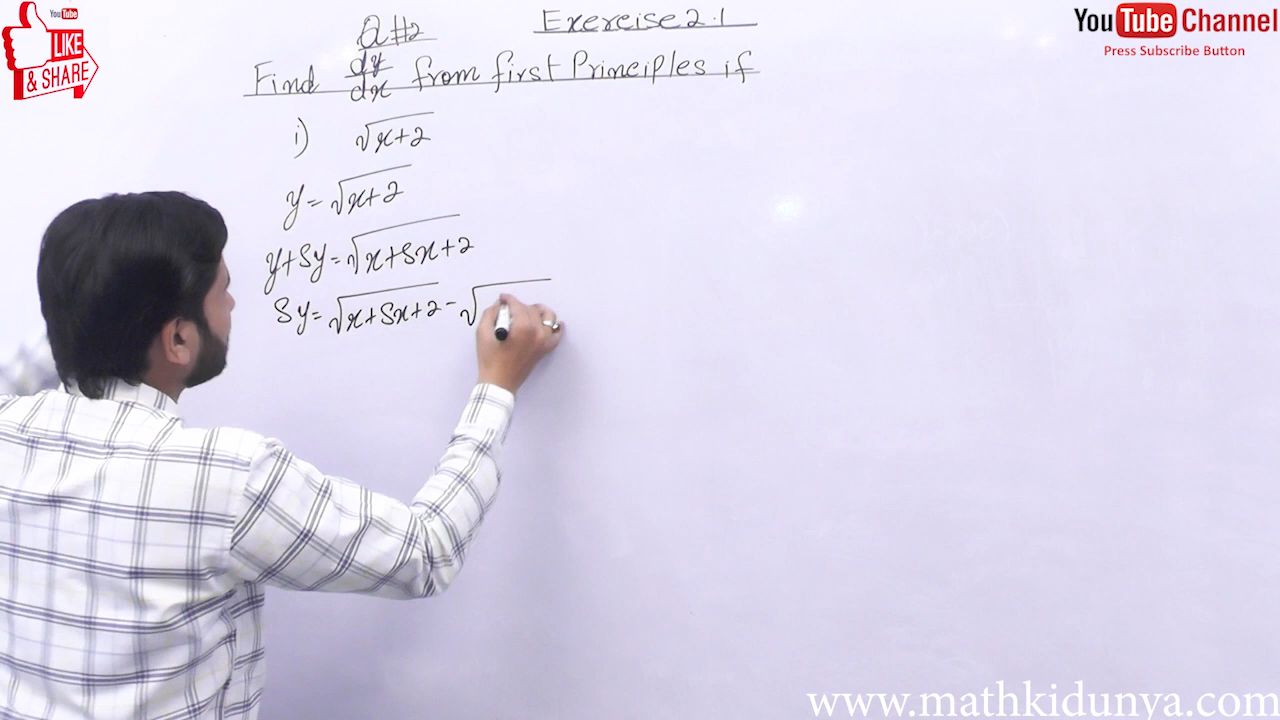 YouTube
LIKE
& SHARE
YouTube Channel
Press Subscribe Button
Q#2
Exercise 2.1
Find dy/dx from first Principles if
i) √x+2
y = √x+2
y+δy = √x+δx+2
δy = √x+δx+2 - √
www.mathkidunya.com